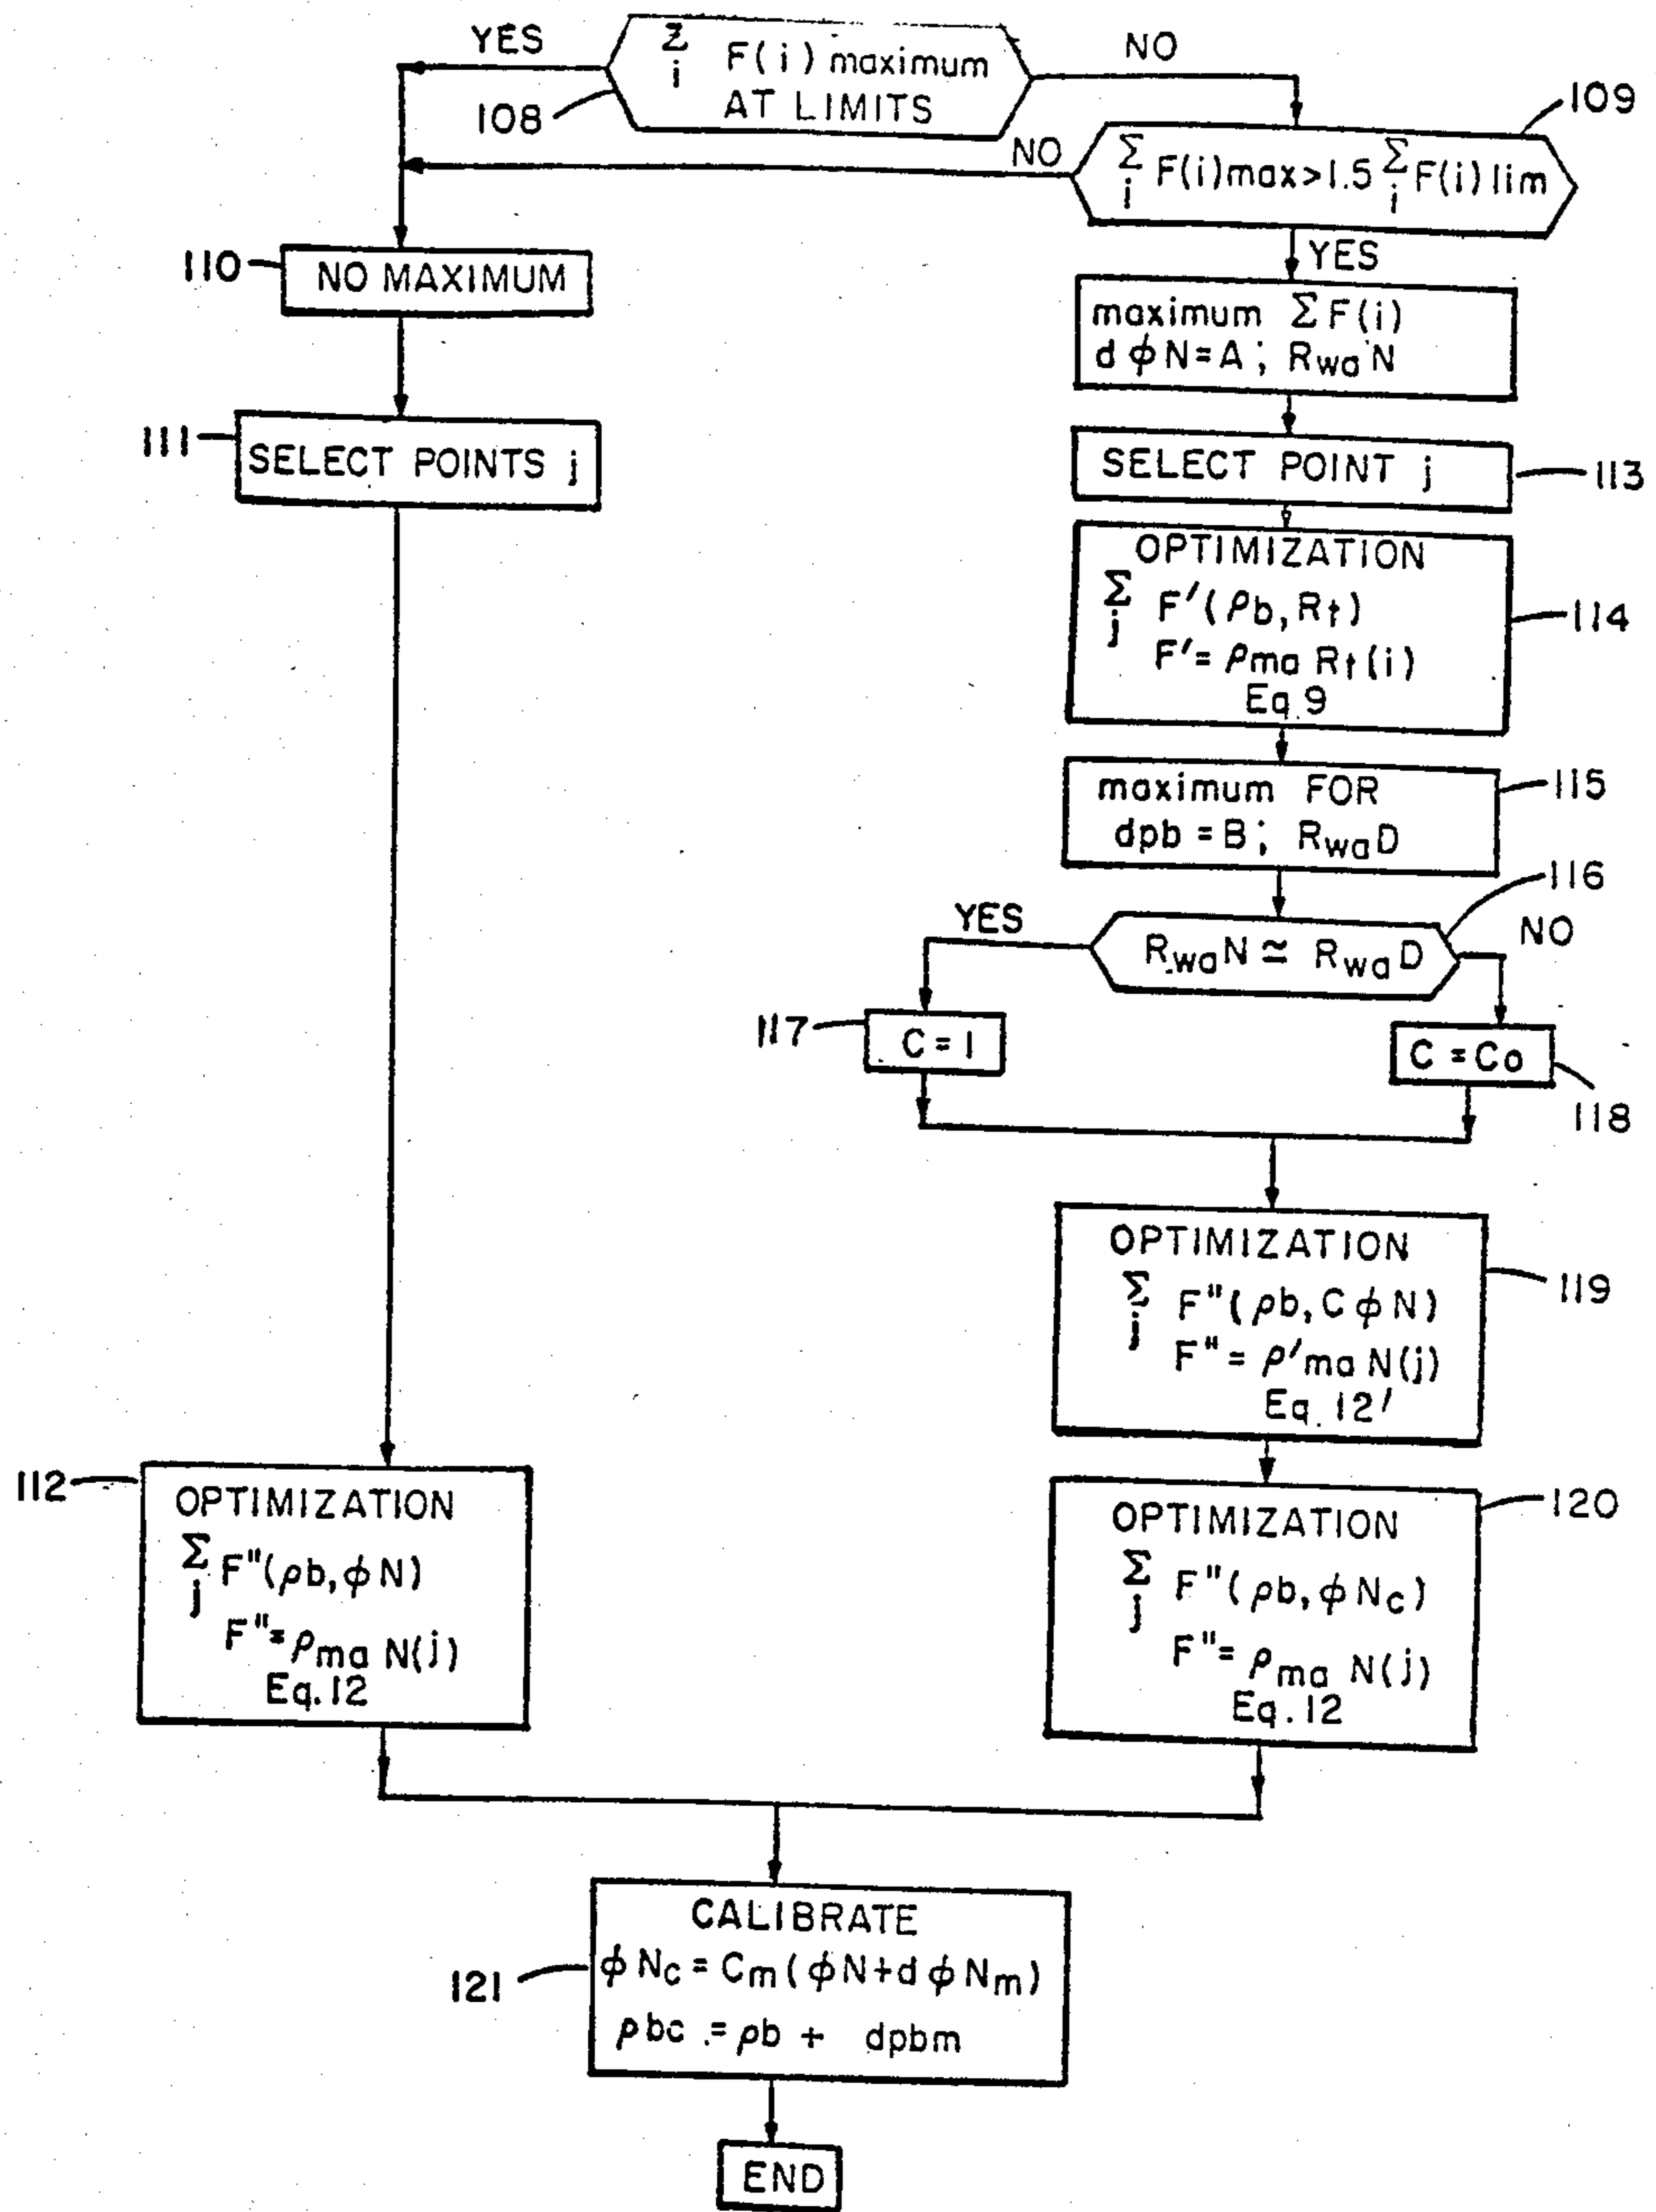 YES
Σ F(i) maximum
i
AT LIMITS
NO
108
109
NO
Σ F(i)max>1.5 Σ F(i) lim
i i
YES
110
NO MAXIMUM
maximum Σ F(i)
d φN=A; RwaN
111
SELECT POINTS j
SELECT POINT j
113
OPTIMIZATION
Σ F'(ρb, Rt)
j
F'= ρma Rt(i)
Eq.9
114
maximum FOR
dρb = B; RwaD
115
116
YES
RwaN ≃ RwaD
NO
117
C = 1
C = Co
118
OPTIMIZATION
Σ F"(ρb, CφN)
j
F" = ρ'ma N(j)
Eq. 12'
119
112
OPTIMIZATION
Σ F"(ρb, φN)
j
F"= ρma N(j)
Eq.12
OPTIMIZATION
Σ F"(ρb, φNc)
j
F"= ρma N(j)
Eq.12
120
CALIBRATE
φNc = Cm(φN+dφNm)
ρbc = ρb + dρbm
121
END